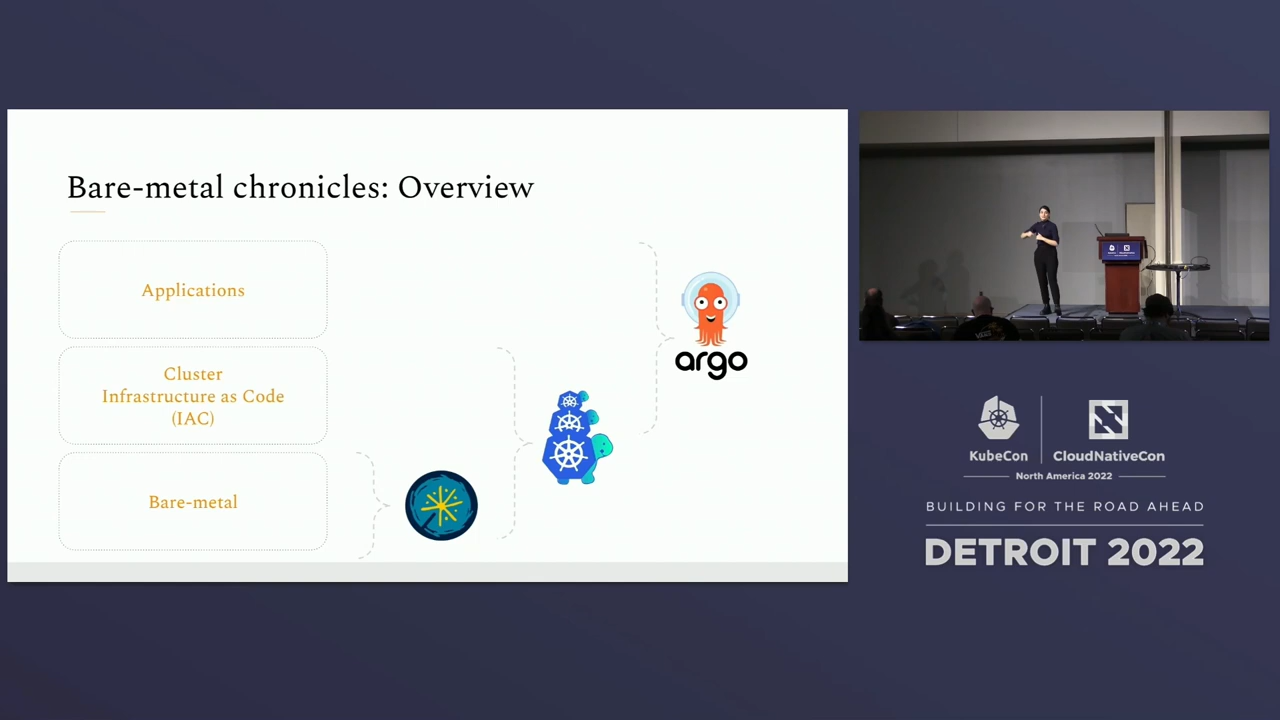 Bare-metal chronicles: Overview
Applications
Cluster
Infrastructure as Code
(IAC)
Bare-metal
argo
KubeCon
CloudNativeCon
North America 2022
BUILDING FOR THE ROAD AHEAD
DETROIT 2022